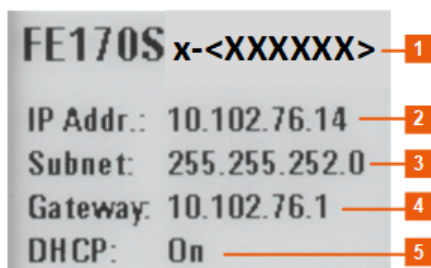 FE170S x-<XXXXXX> 1
IP Addr.: 10.102.76.14 2
Subnet: 255.255.252.0 3
Gateway: 10.102.76.1 4
DHCP: On 5